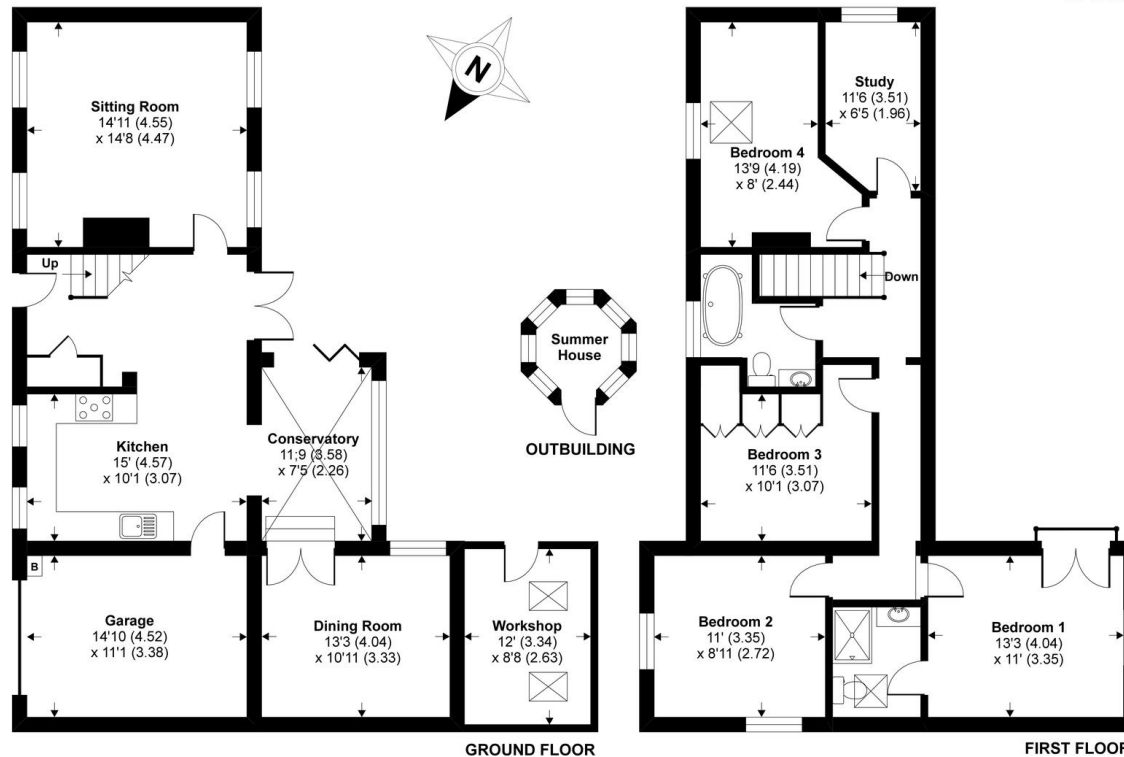 Sitting Room
14'11 (4.55)
x 14'8 (4.47)
Up
Kitchen
15' (4.57)
x 10'1 (3.07)
Conservatory
11;9 (3.58)
x 7'5 (2.26)
B
Garage
14'10 (4.52)
x 11'1 (3.38)
Dining Room
13'3 (4.04)
x 10'11 (3.33)
Workshop
12' (3.34)
x 8'8 (2.63)
GROUND FLOOR
N
Summer
House
OUTBUILDING
Study
11'6 (3.51)
x 6'5 (1.96)
Bedroom 4
13'9 (4.19)
x 8' (2.44)
Down
Bedroom 3
11'6 (3.51)
x 10'1 (3.07)
Bedroom 2
11' (3.35)
x 8'11 (2.72)
Bedroom 1
13'3 (4.04)
x 11' (3.35)
FIRST FLOOR